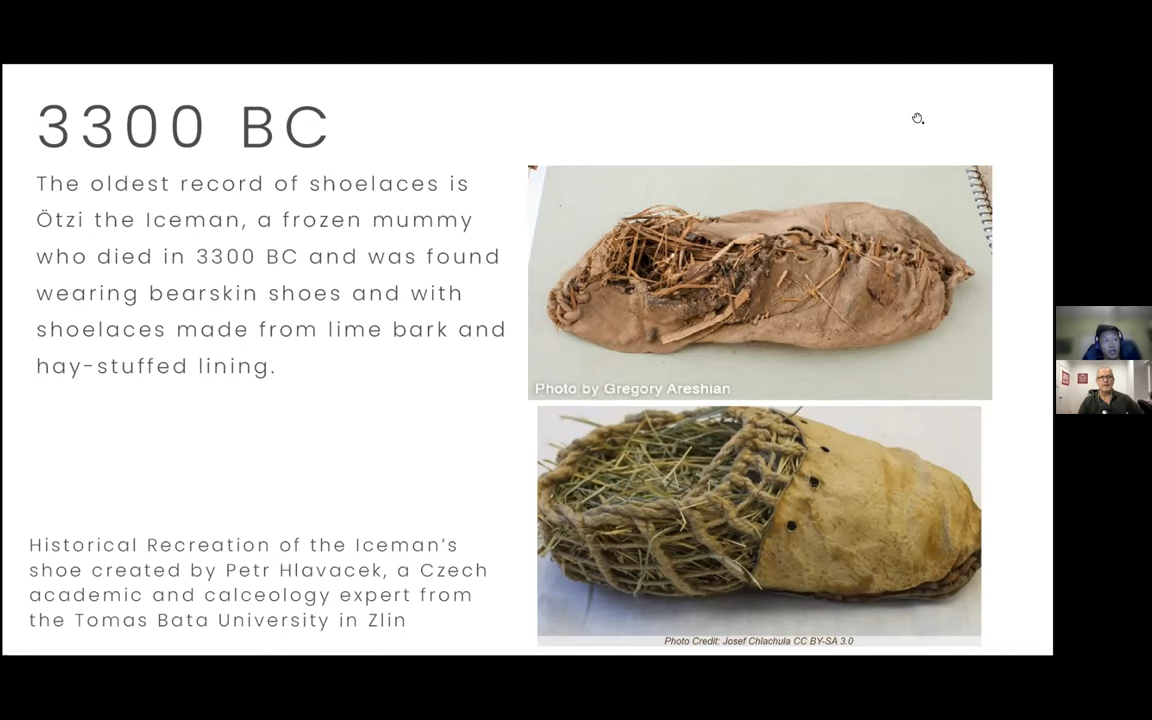 3300 BC
The oldest record of shoelaces is
Ötzi the Iceman, a frozen mummy
who died in 3300 BC and was found
wearing bearskin shoes and with
shoelaces made from lime bark and
hay-stuffed lining.
Photo by Gregory Areshian
Historical Recreation of the Iceman's
shoe created by Petr Hlavacek, a Czech
academic and calceology expert from
the Tomas Bata University in Zlin
Photo Credit: Josef Chlachula CC BY-SA 3.0